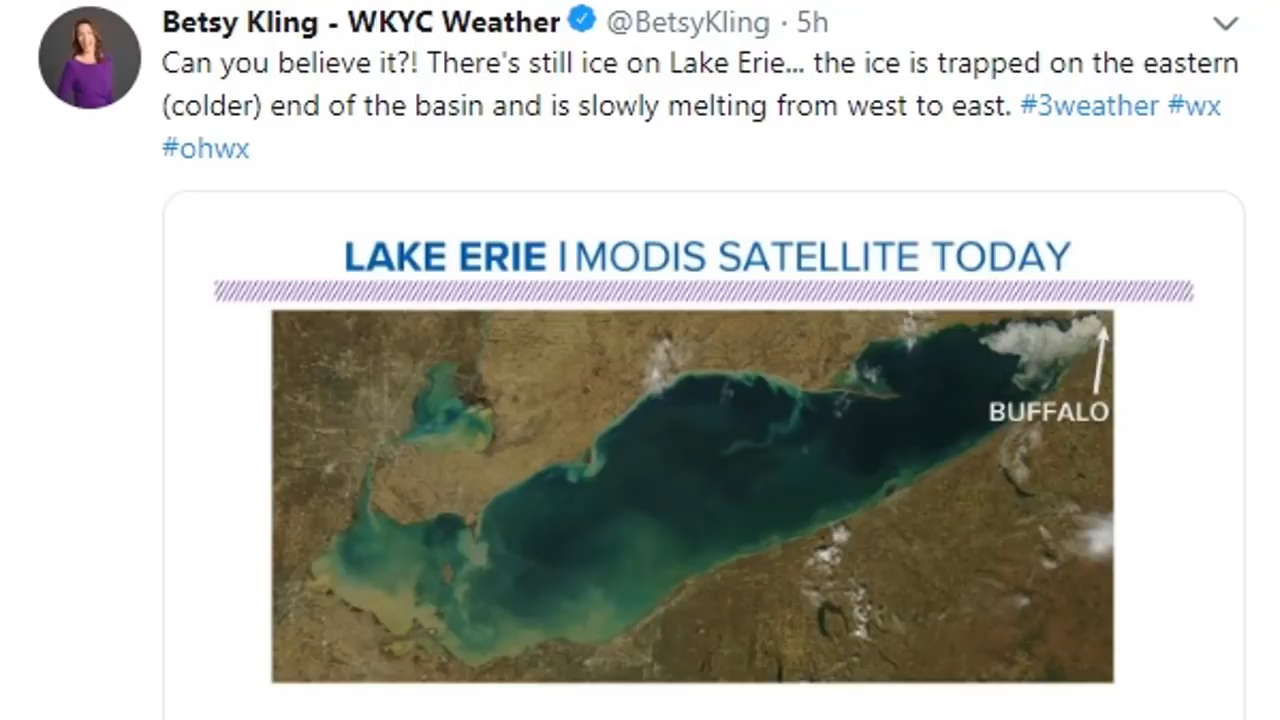 Betsy Kling - WKYC Weather @BetsyKling · 5h
Can you believe it?! There's still ice on Lake Erie... the ice is trapped on the eastern
(colder) end of the basin and is slowly melting from west to east. #3weather #wx
#ohwx
LAKE ERIE | MODIS SATELLITE TODAY
BUFFALO